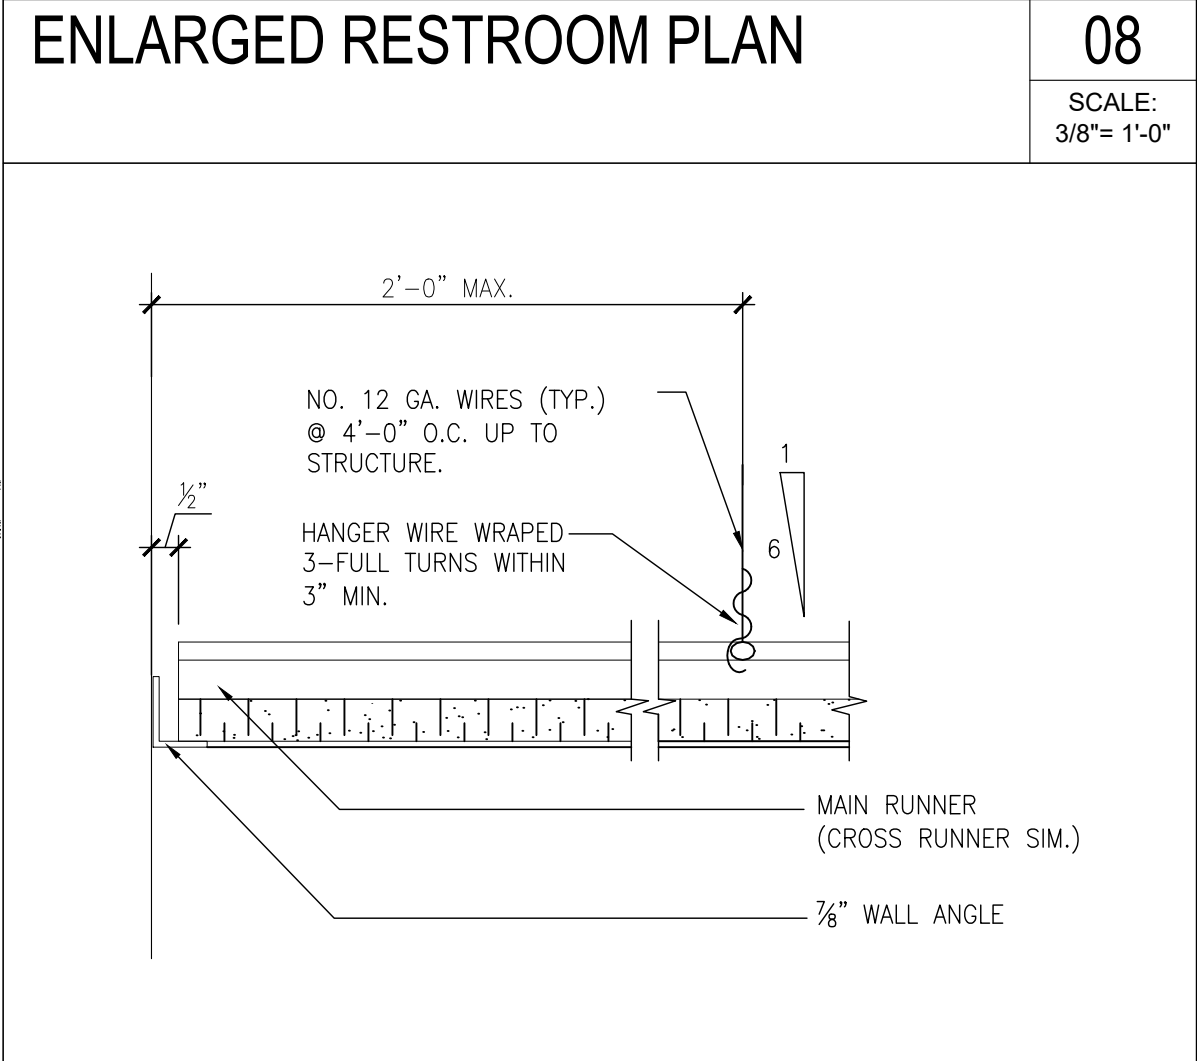 ENLARGED RESTROOM PLAN
08
SCALE:
3/8"= 1'-0"
2'-0" MAX.
NO. 12 GA. WIRES (TYP.)
@ 4'-0" O.C. UP TO
STRUCTURE.
1
½"
HANGER WIRE WRAPED
3-FULL TURNS WITHIN
3" MIN.
6
MAIN RUNNER
(CROSS RUNNER SIM.)
⅞" WALL ANGLE